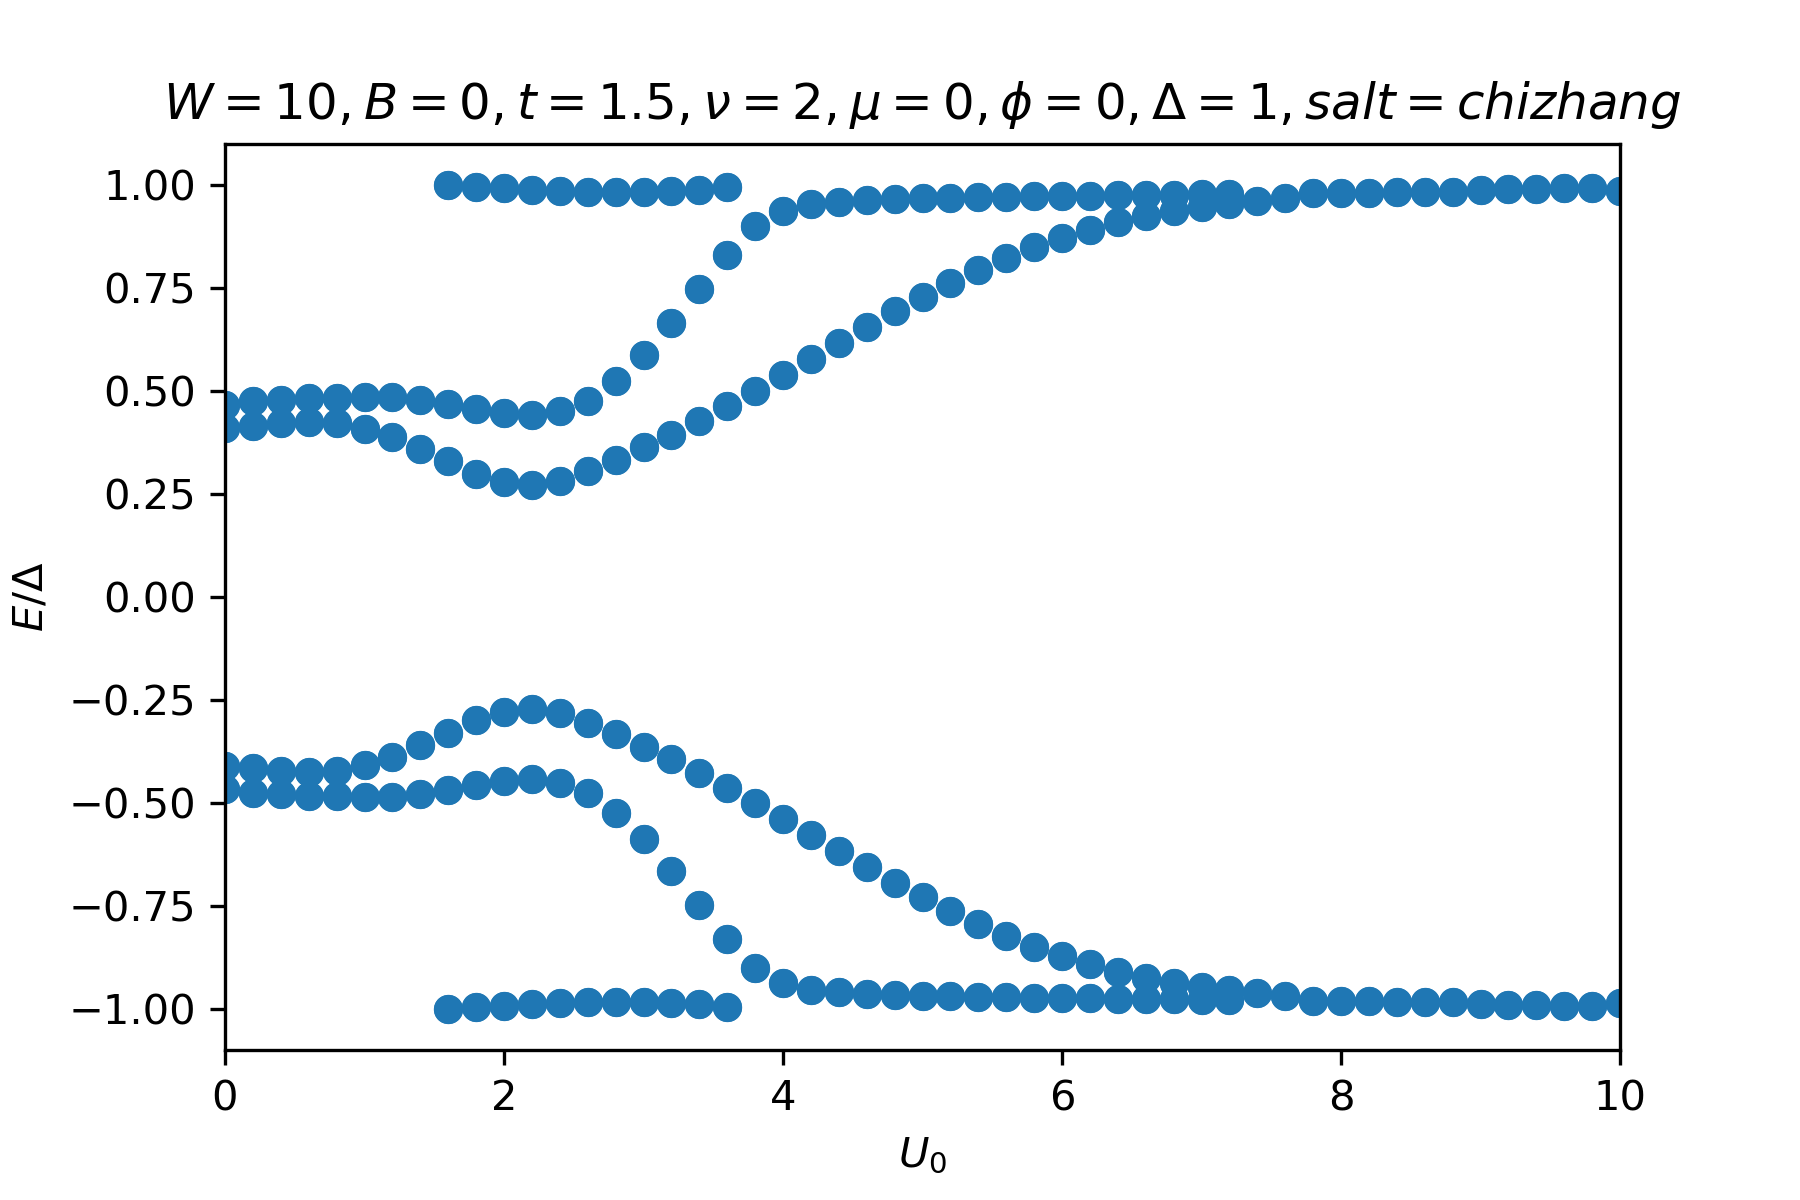 W = 10, B = 0, t = 1.5, ν = 2, μ = 0, ϕ = 0, Δ = 1, salt = chizhang
1.00
0.75
0.50
0.25
0.00
−0.25
−0.50
−0.75
−1.00
E/Δ
0 2 4 6 8 10
U₀